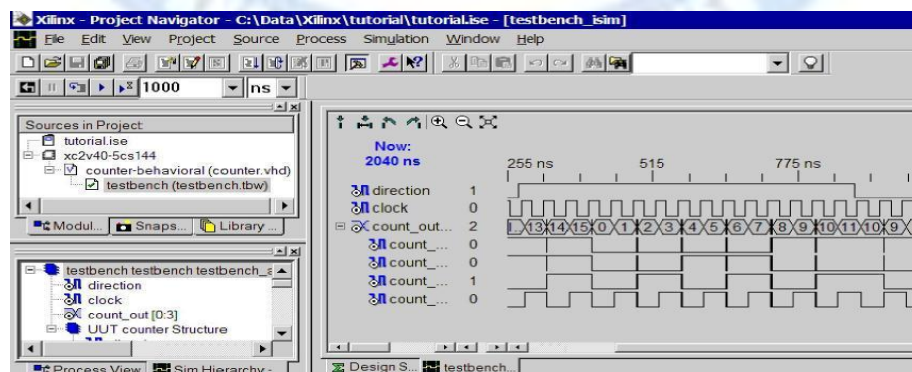 Xilinx - Project Navigator - C:\Data\Xilinx\tutorial\tutorial.ise - [testbench_isim]
File Edit View Project Source Process Simulation Window Help
1000 ns
Sources in Project:
tutorial.ise
xc2v40-5cs144
counter-behavioral (counter.vhd)
testbench (testbench.tbw)
Modul... Snaps... Library ...
testbench testbench testbench_a
direction
clock
count_out [0:3]
UUT counter Structure
Process View Sim Hierarchy -
Now:
2040 ns
255 ns 515 775 ns
direction 1
clock 0
count_out... 2 1... 13 14 15 0 1 2 3 4 5 6 7 8 9 10 11 10 9
count_... 0
count_... 0
count_... 1
count_... 0
Design S... testbench...